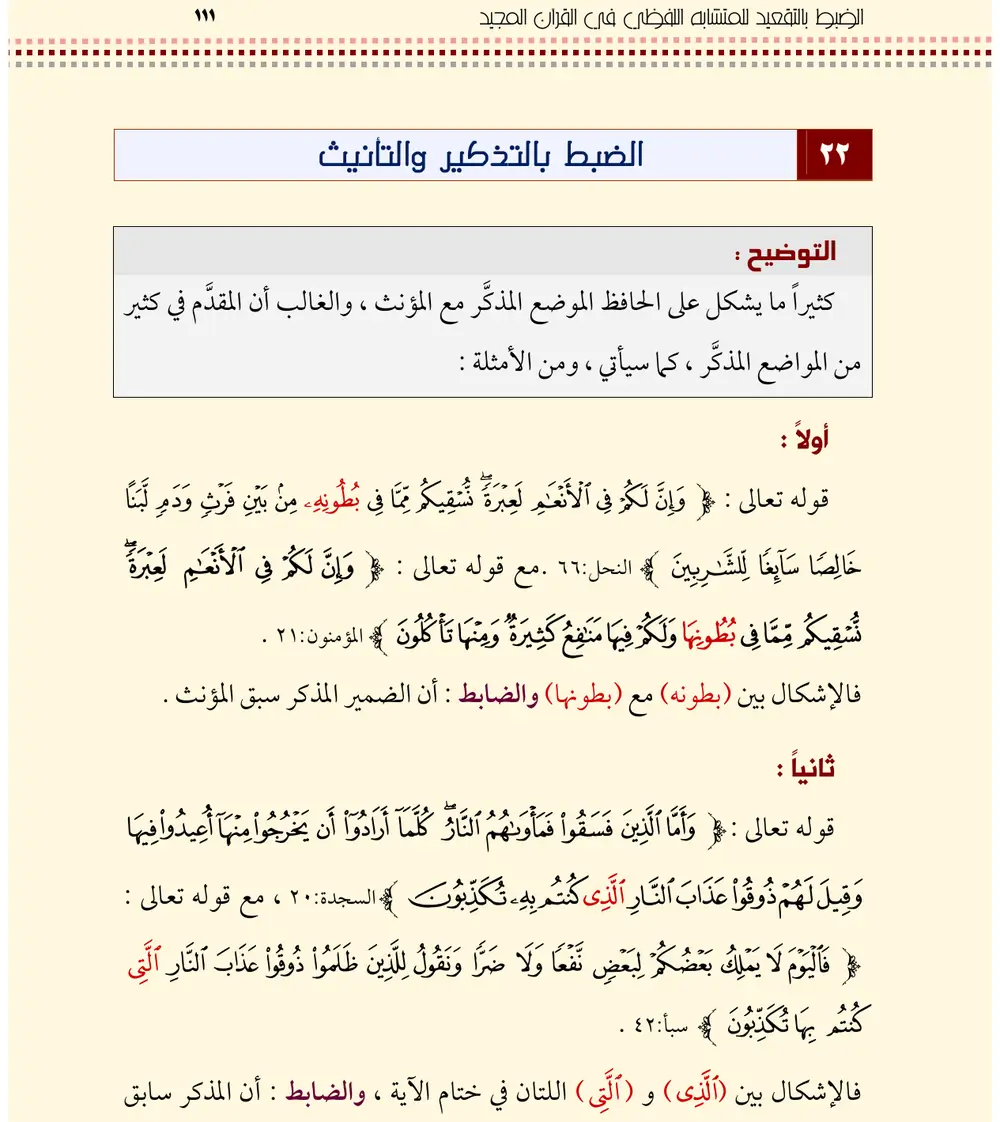 الضبط بالتقعيد للمتشابه اللفظي في القرآن المجيد ١١١
٢٢ الضبط بالتذكير والتأنيث
التوضيح :
كثيراً ما يشكل على الحافظ الموضع المذكَّر مع المؤنث ، والغالب أن المقدَّم في كثير
من المواضع المذكَّر ، كما سيأتي ، ومن الأمثلة :
أولاً :
قوله تعالى : ﴿ وَإِنَّ لَكُمۡ فِي ٱلۡأَنۡعَٰمِ لَعِبۡرَةٗۖ نُّسۡقِيكُم مِّمَّا فِي بُطُونِهِۦ مِنۢ بَيۡنِ فَرۡثٖ وَدَمٖ لَّبَنًا
خَالِصٗا سَآئِغٗا لِّلشَّٰرِبِينَ ﴾ النحل:٦٦ .مع قوله تعالى : ﴿ وَإِنَّ لَكُمۡ فِي ٱلۡأَنۡعَٰمِ لَعِبۡرَةٗۖ
نُّسۡقِيكُم مِّمَّا فِي بُطُونِهَا وَلَكُمۡ فِيهَا مَنَٰفِعُ كَثِيرَةٞ وَمِنۡهَا تَأۡكُلُونَ ﴾ المؤمنون:٢١ .
فالإشكال بين (بطونه) مع (بطونها) والضابط : أن الضمير المذكر سبق المؤنث .
ثانياً :
قوله تعالى :﴿ وَأَمَّا ٱلَّذِينَ فَسَقُواْ فَمَأۡوَىٰهُمُ ٱلنَّارُۖ كُلَّمَآ أَرَادُوٓاْ أَن يَخۡرُجُواْ مِنۡهَآ أُعِيدُواْ فِيهَا
وَقِيلَ لَهُمۡ ذُوقُواْ عَذَابَ ٱلنَّارِ ٱلَّذِي كُنتُم بِهِۦ تُكَذِّبُونَ ﴾السجدة:٢٠ ، مع قوله تعالى :
﴿ فَٱلۡيَوۡمَ لَا يَمۡلِكُ بَعۡضُكُمۡ لِبَعۡضٖ نَّفۡعٗا وَلَا ضَرّٗا وَنَقُولُ لِلَّذِينَ ظَلَمُواْ ذُوقُواْ عَذَابَ ٱلنَّارِ ٱلَّتِي
كُنتُم بِهَا تُكَذِّبُونَ ﴾ سبأ:٤٢ .
فالإشكال بين (ٱلَّذِي) و (ٱلَّتِي) اللتان في ختام الآية ، والضابط : أن المذكر سابق